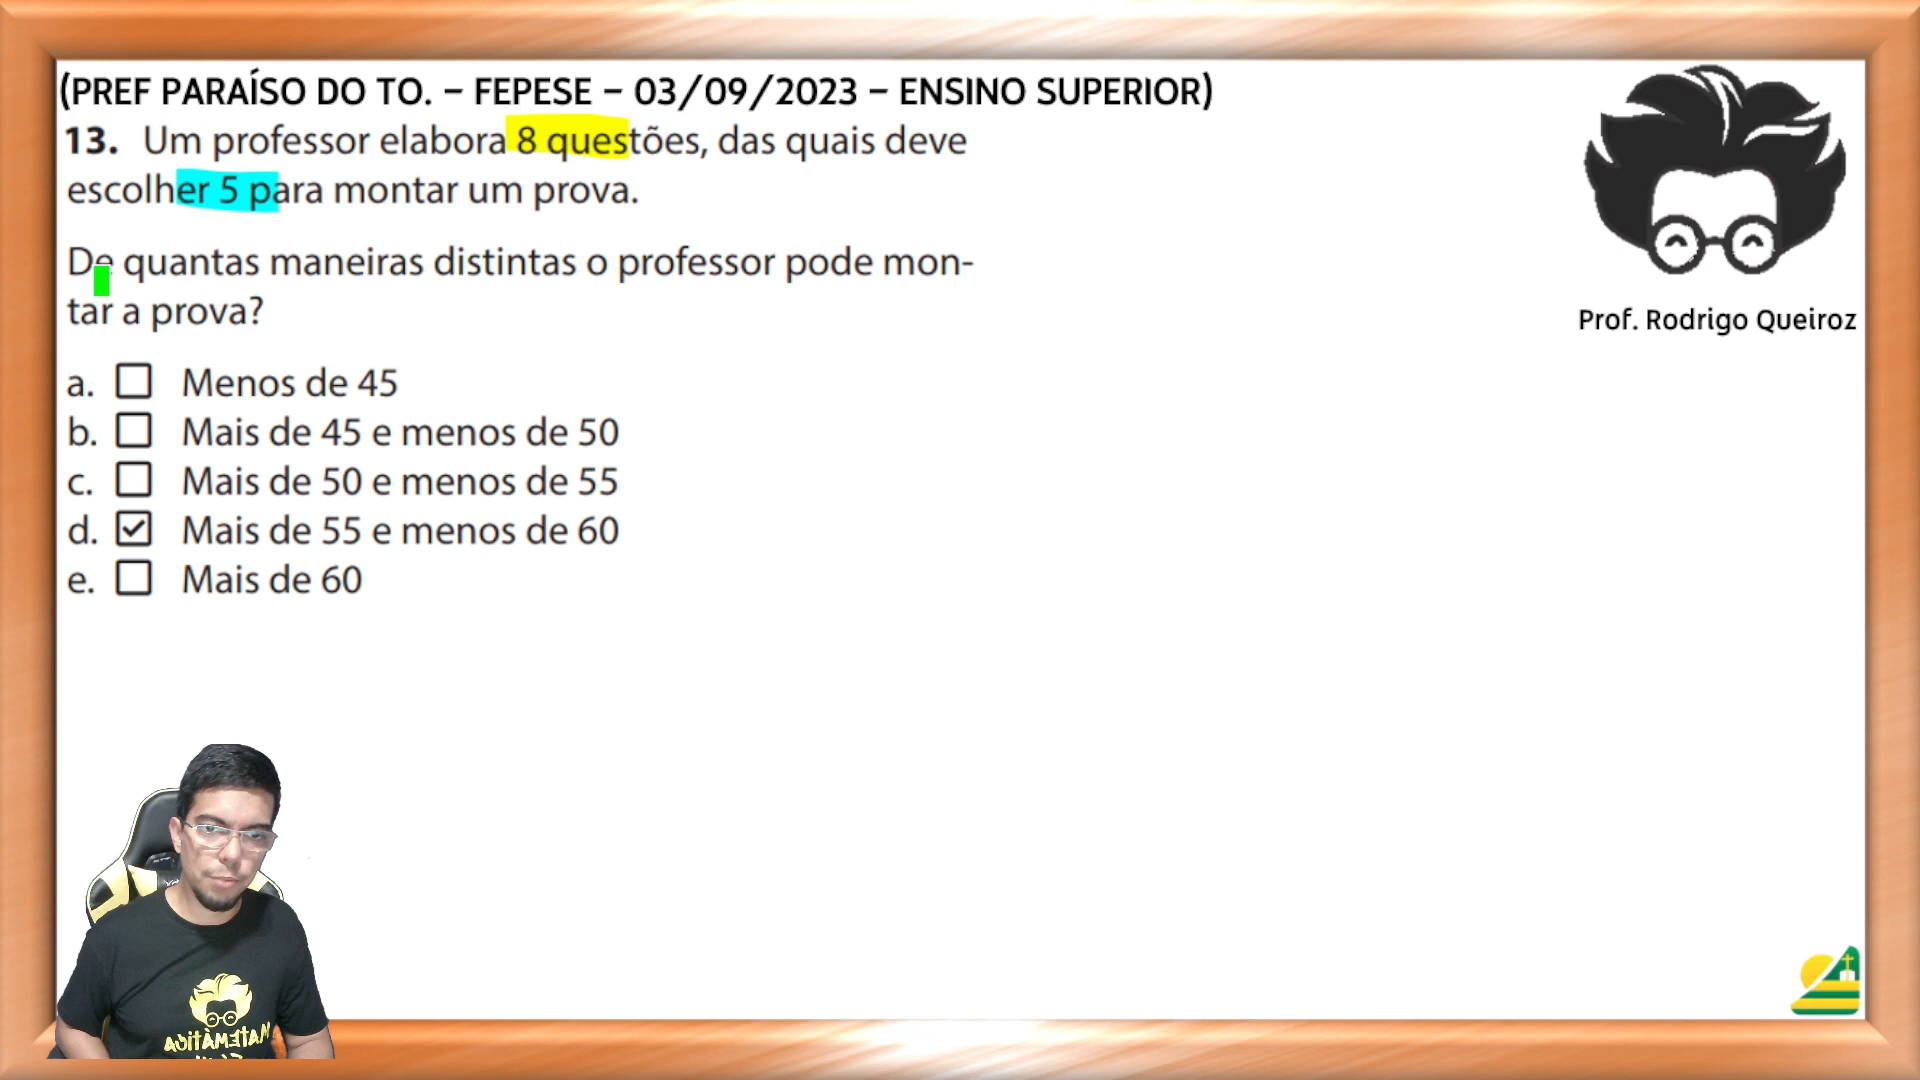 (PREF PARAÍSO DO TO. – FEPESE – 03/09/2023 – ENSINO SUPERIOR)
13. Um professor elabora 8 questões, das quais deve
escolher 5 para montar um prova.
De quantas maneiras distintas o professor pode mon-
tar a prova?
a. Menos de 45
b. Mais de 45 e menos de 50
c. Mais de 50 e menos de 55
d. Mais de 55 e menos de 60
e. Mais de 60
Prof. Rodrigo Queiroz
MATEMÁTICA